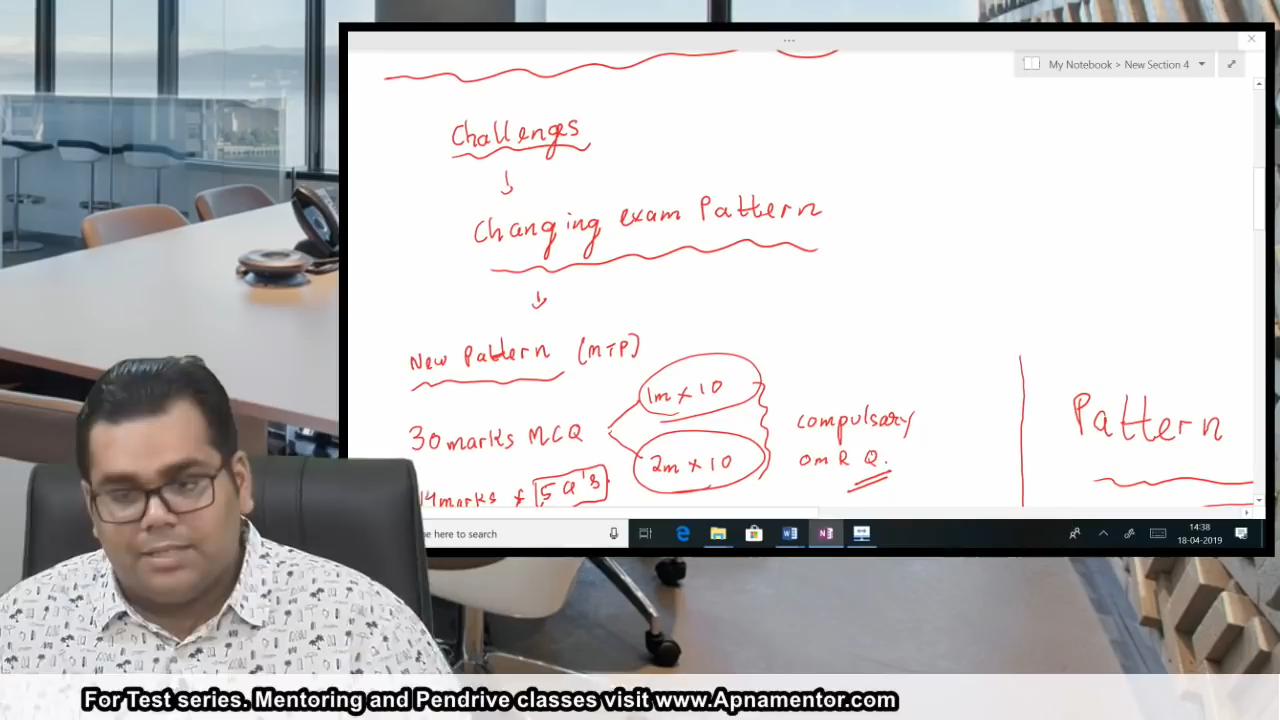 ...
My Notebook > New Section 4
Challenges
Changing exam Pattern
New Pattern (MTP)
1m x 10
30 marks MCQ
2m x 10
compulsary
OMR Q.
14 marks x 5 Q's
Pattern
e here to search
14:38
18-04-2019
For Test series. Mentoring and Pendrive classes visit www.Apnamentor.com